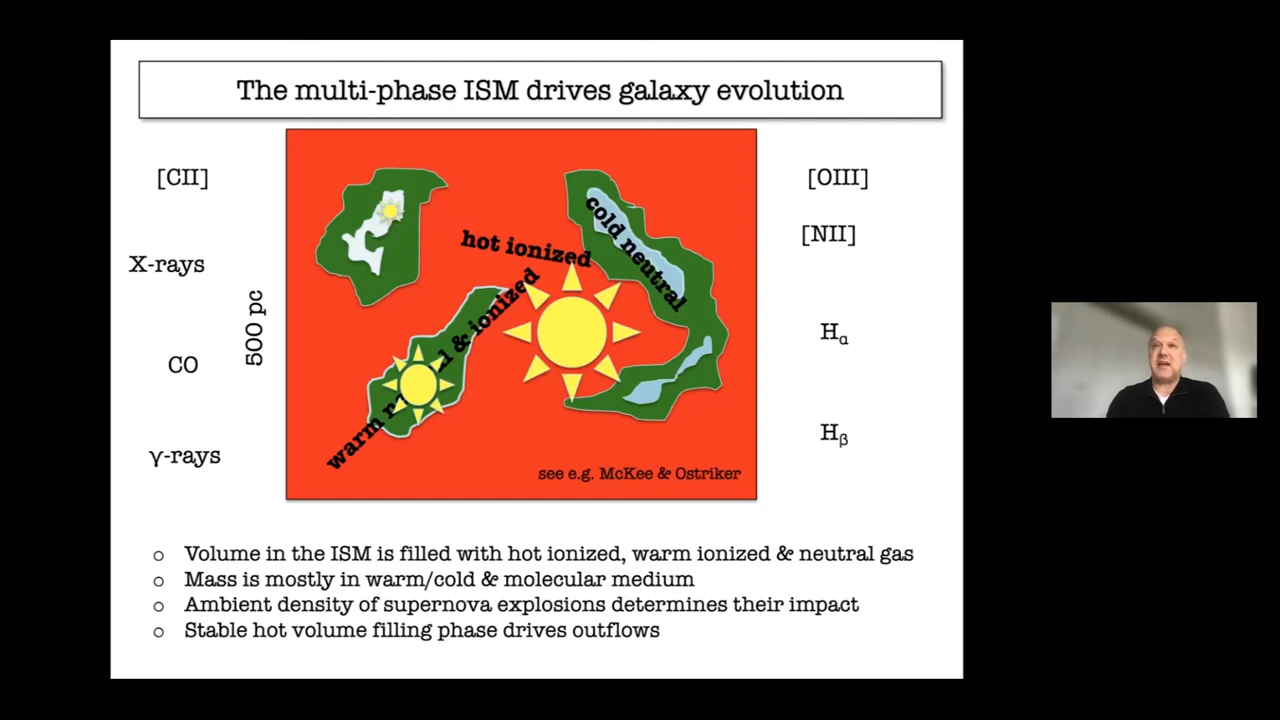 The multi-phase ISM drives galaxy evolution
[CII]
X-rays
CO
γ-rays
500 pc
hot ionized
cold neutral
warm & ionized
see e.g. McKee & Ostriker
[OIII]
[NII]
Hα
Hβ
o Volume in the ISM is filled with hot ionized, warm ionized & neutral gas
o Mass is mostly in warm/cold & molecular medium
o Ambient density of supernova explosions determines their impact
o Stable hot volume filling phase drives outflows